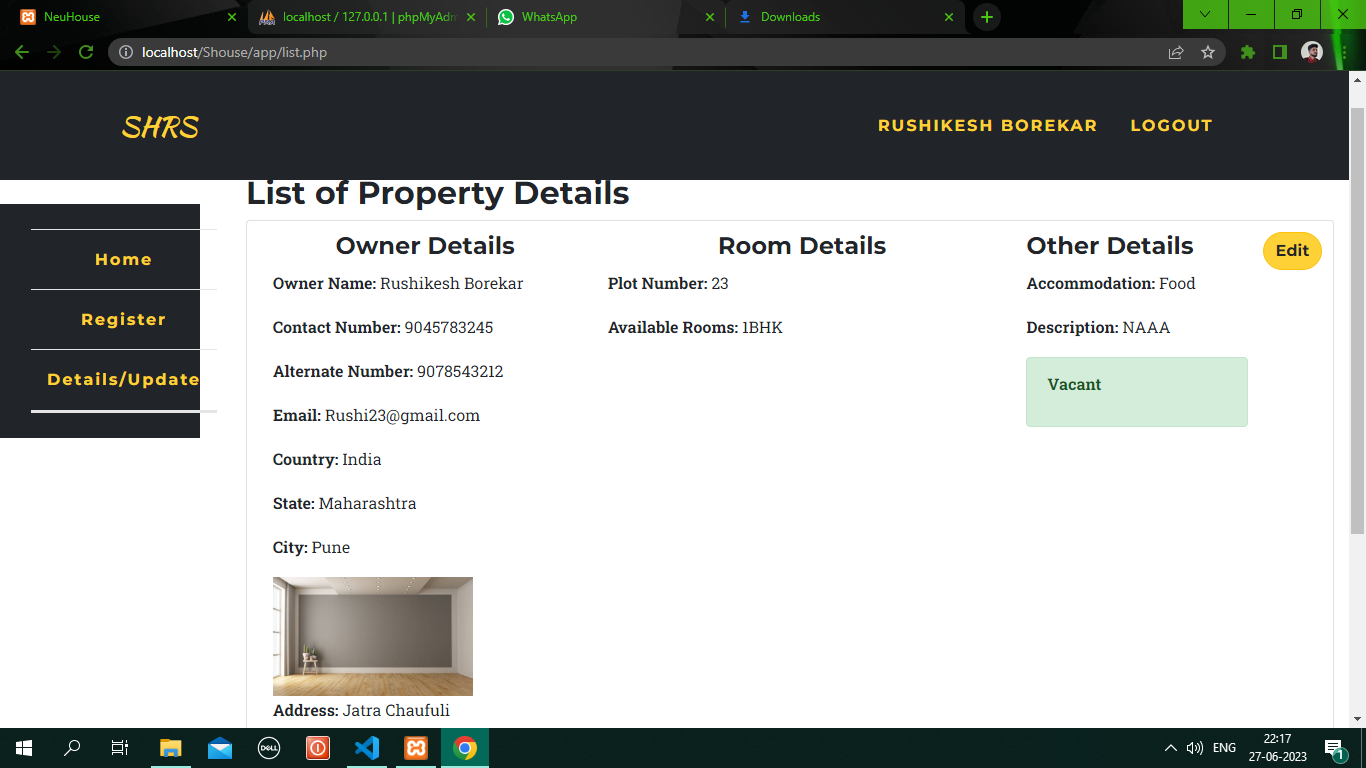 NeuHouse
localhost / 127.0.0.1 | phpMyAdm
WhatsApp
Downloads
localhost/Shouse/app/list.php
SHRS
RUSHIKESH BOREKAR
LOGOUT
List of Property Details
Home
Register
Details/Update
Owner Details
Owner Name: Rushikesh Borekar
Contact Number: 9045783245
Alternate Number: 9078543212
Email: Rushi23@gmail.com
Country: India
State: Maharashtra
City: Pune
Address: Jatra Chaufuli
Room Details
Plot Number: 23
Available Rooms: 1BHK
Other Details
Accommodation: Food
Description: NAAA
Vacant
Edit
DELL
ENG
22:17
27-06-2023
1